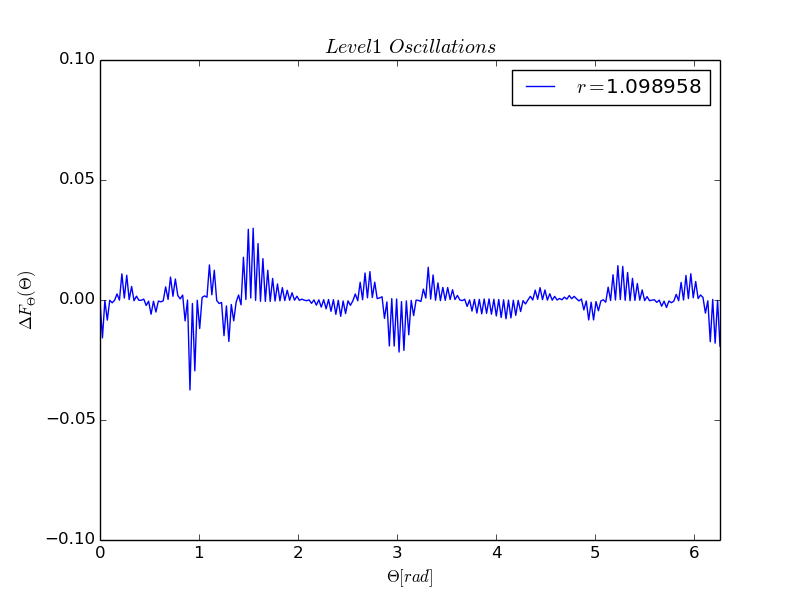 Level1 Oscillations
r=1.098958
0.10
0.05
0.00
−0.05
−0.10
ΔF_Θ(Θ)
0 1 2 3 4 5 6
Θ[rad]